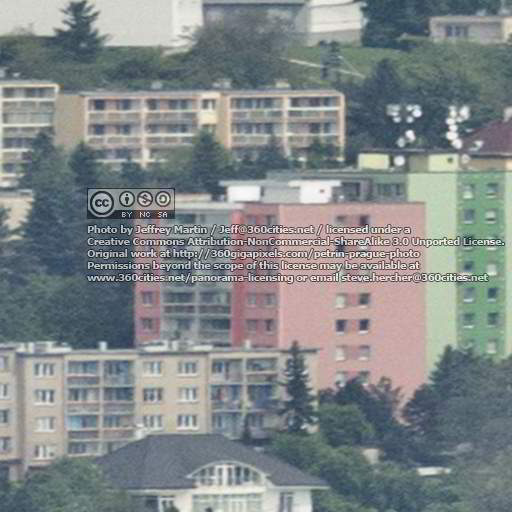 cc BY NC SA
Photo by Jeffrey Martin / Jeff@360cities.net / licensed under a
Creative Commons Attribution-NonCommercial-ShareAlike 3.0 Unported License.
Original work at http://360gigapixels.com/petrin-prague-photo
Permissions beyond the scope of this license may be available at
www.360cities.net/panorama-licensing or email steve.hercher@360cities.net